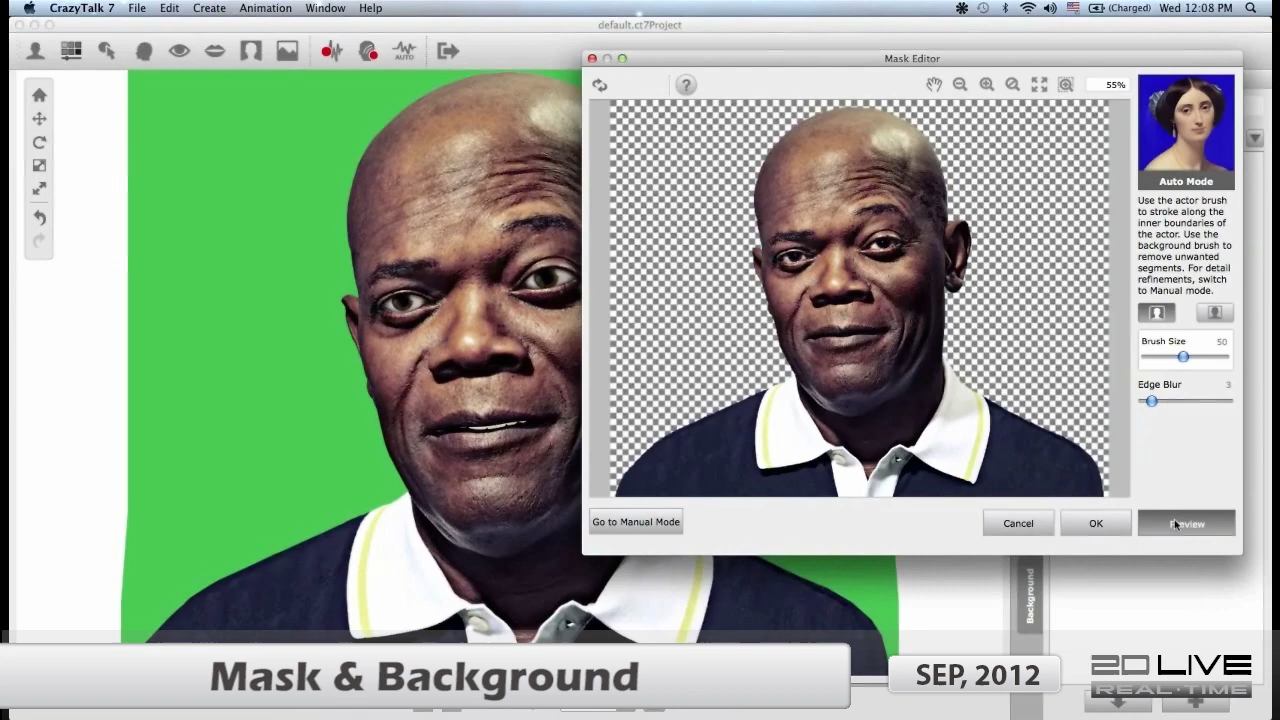 CrazyTalk 7 File Edit Create Animation Window Help
(Charged) Wed 12:08 PM
default.ct7Project
AUTO
Mask Editor
?
55%
Auto Mode
Use the actor brush
to stroke along the
inner boundaries of
the actor. Use the
background brush to
remove unwanted
segments. For detail
refinements, switch
to Manual mode.
Brush Size 50
Edge Blur 3
Go to Manual Mode
Cancel
OK
Preview
Background
Mask & Background
SEP, 2012
2D LIVE
REAL·TIME